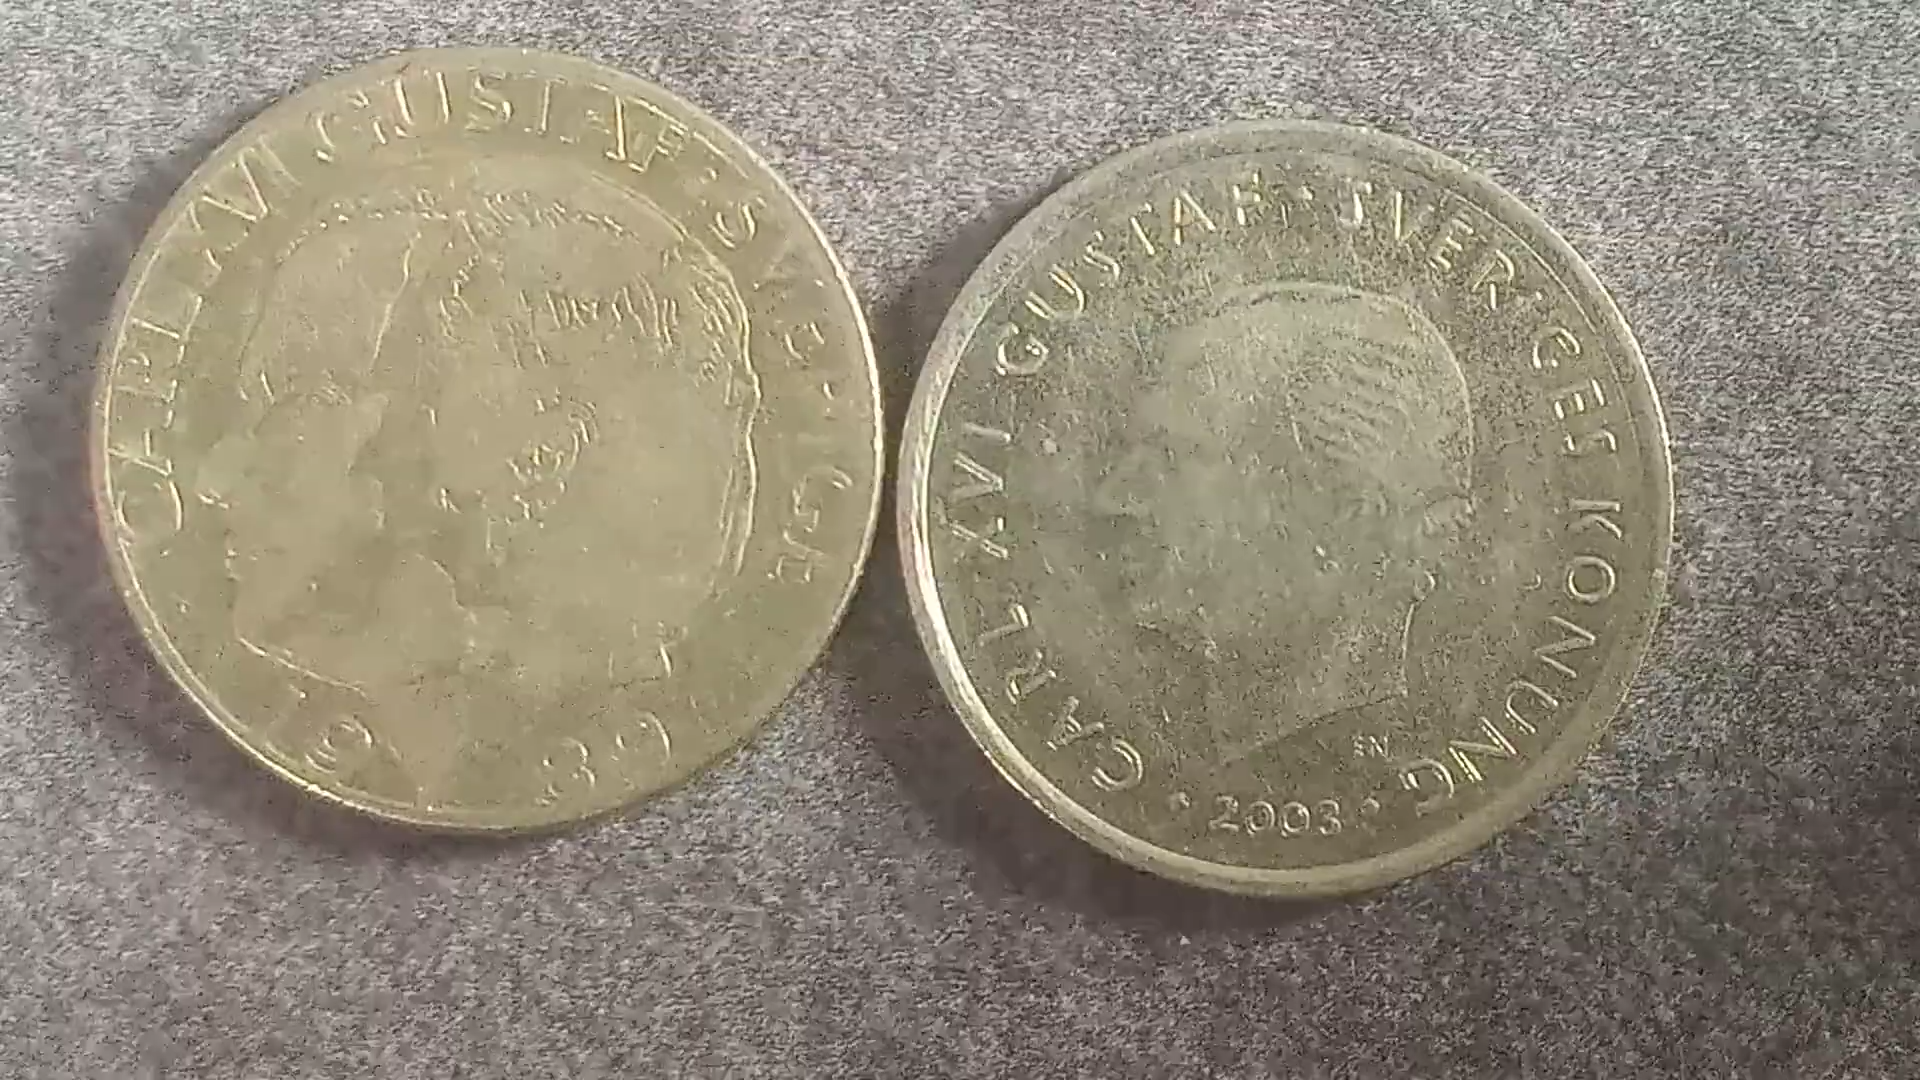 CARL XVI GUSTAF · SVERIGE
CARL XVI GUSTAF · SVERIGES KONUNG
· 2003 ·